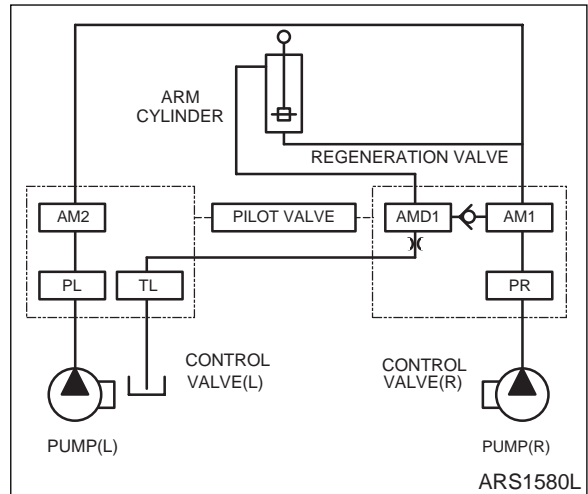 ARM
CYLINDER
REGENERATION VALVE
AM2
PILOT VALVE
AMD1
AM1
PL
TL
PR
CONTROL
VALVE(L)
CONTROL
VALVE(R)
PUMP(L)
PUMP(R)
ARS1580L